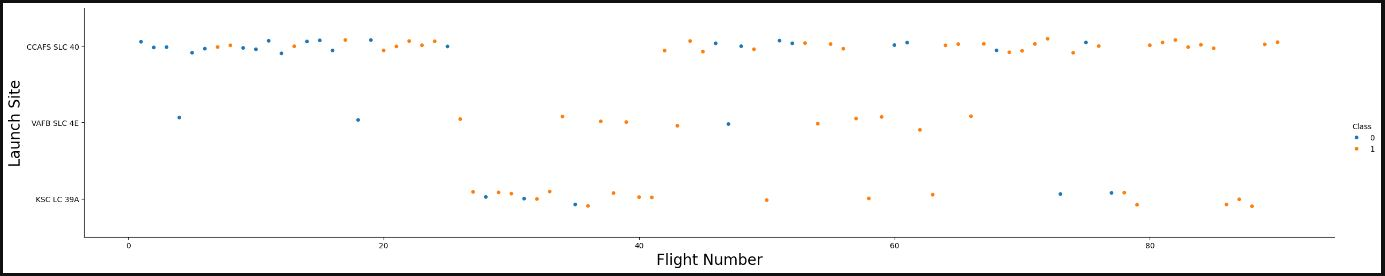 CCAFS SLC 40
VAFB SLC 4E
KSC LC 39A
Launch Site
0 20 40 60 80
Flight Number
Class
0
1